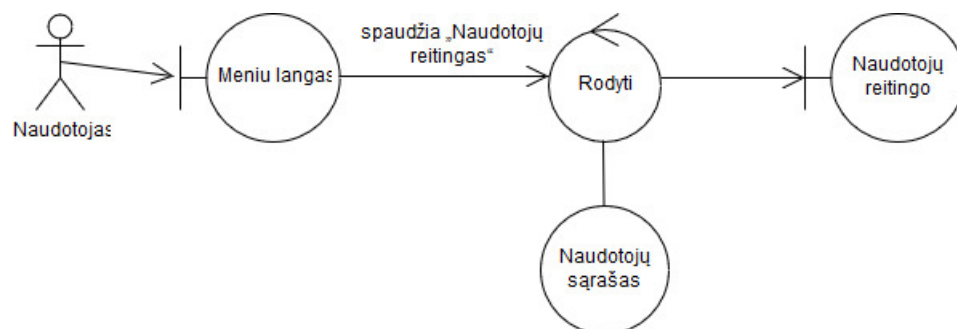 Naudotojas
Meniu langas
spaudžia „Naudotojų
reitingas“
Rodyti
Naudotojų
reitingo
Naudotojų
sąrašas